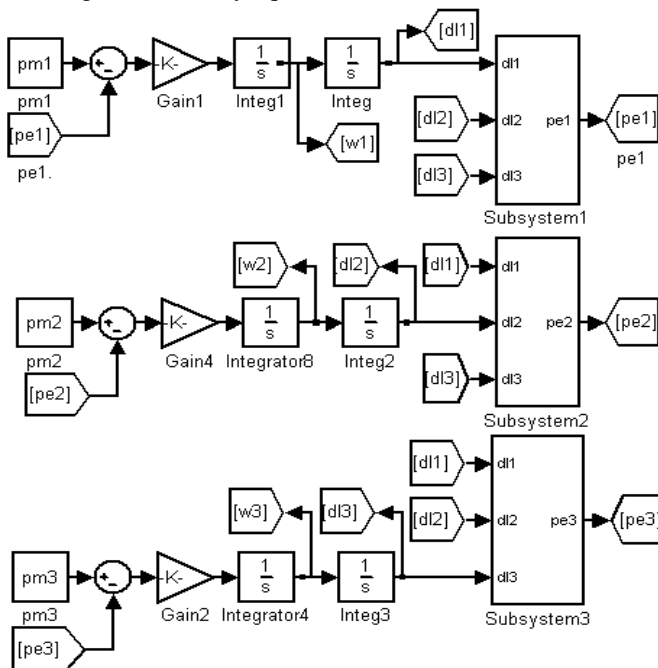 [dl1]
pm1
+
-
-K-
1
s
1
s
dl1
pm1
Gain1
Integ1
Integ
[pe1]
[dl2]
dl2
pe1
[pe1]
[w1]
pe1.
pe1
[dl3]
dl3
Subsystem1
[w2]
[dl2]
[dl1]
dl1
pm2
+
-
-K-
1
s
1
s
dl2
pe2
[pe2]
pm2
Gain4
Integrator8
Integ2
[pe2]
[dl3]
dl3
Subsystem2
[dl1]
dl1
[w3]
[dl3]
[dl2]
dl2
pe3
[pe3]
pm3
+
-
-K-
1
s
1
s
dl3
pm3
Gain2
Integrator4
Integ3
Subsystem3
[pe3]